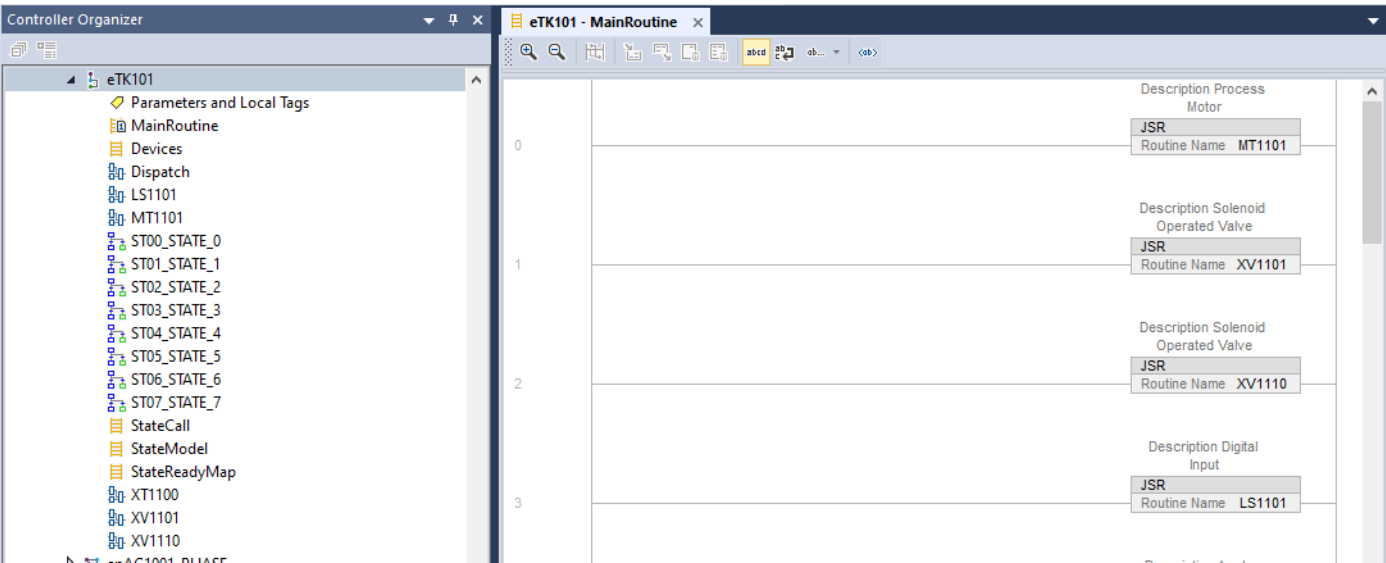 Controller Organizer
eTK101
Parameters and Local Tags
MainRoutine
Devices
Dispatch
LS1101
MT1101
ST00_STATE_0
ST01_STATE_1
ST02_STATE_2
ST03_STATE_3
ST04_STATE_4
ST05_STATE_5
ST06_STATE_6
ST07_STATE_7
StateCall
StateModel
StateReadyMap
XT1100
XV1101
XV1110
eTK101 - MainRoutine
abcd ab c ab... <ab>
Description Process
Motor
JSR
0
Routine Name MT1101
Description Solenoid
Operated Valve
JSR
1
Routine Name XV1101
Description Solenoid
Operated Valve
JSR
2
Routine Name XV1110
Description Digital
Input
JSR
3
Routine Name LS1101